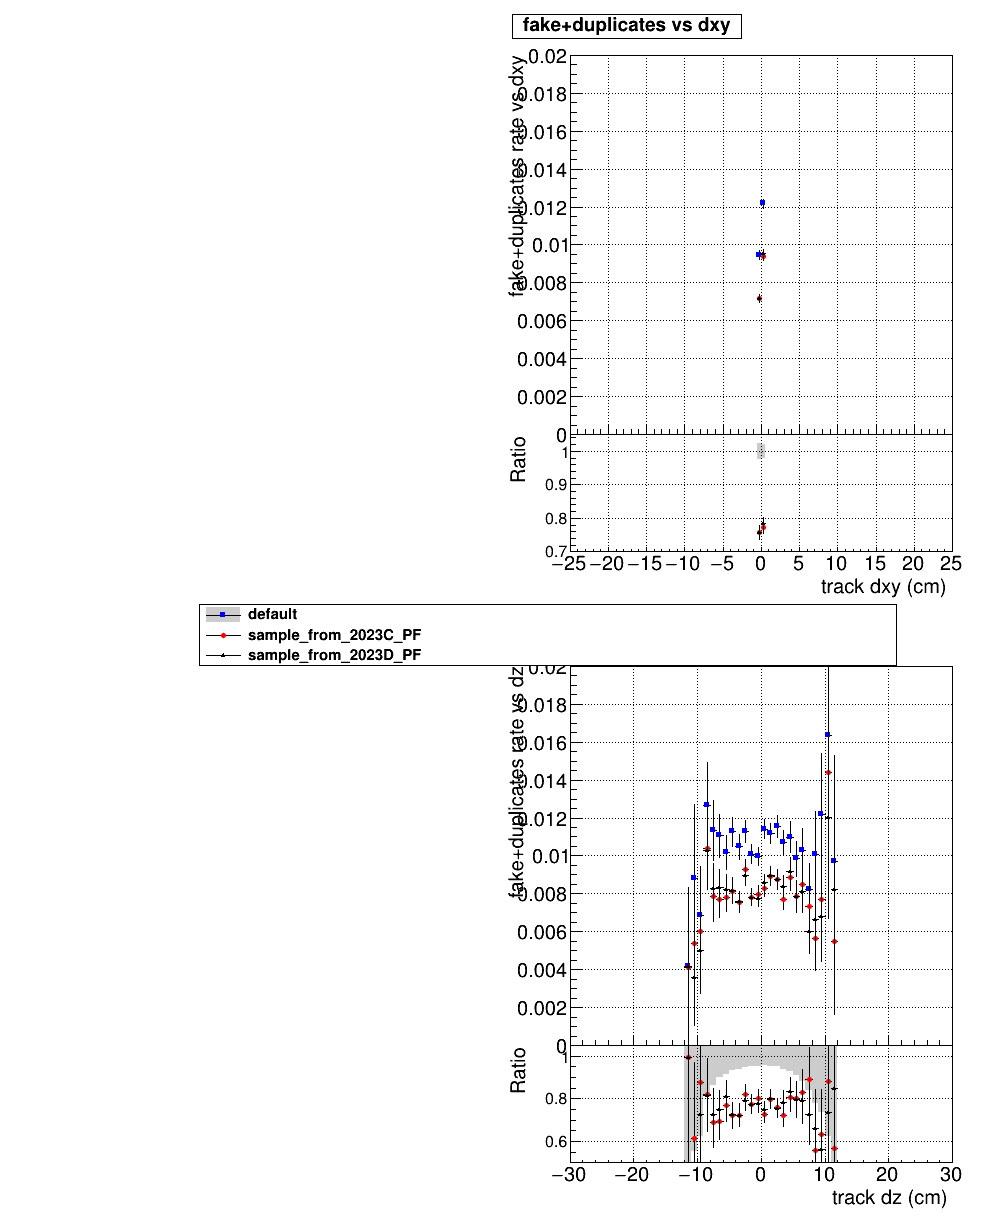 fake+duplicates vs dxy
fake+duplicates rate vs dxy
0.02
0.018
0.016
0.014
0.012
0.01
0.008
0.006
0.004
0.002
0
Ratio
1
0.9
0.8
0.7
−25 −20 −15 −10 −5 0 5 10 15 20 25
track dxy (cm)
default
sample_from_2023C_PF
sample_from_2023D_PF
fake+duplicates rate vs dz
0.02
0.018
0.016
0.014
0.012
0.01
0.008
0.006
0.004
0.002
0
Ratio
1
0.8
0.6
−30 −20 −10 0 10 20 30
track dz (cm)